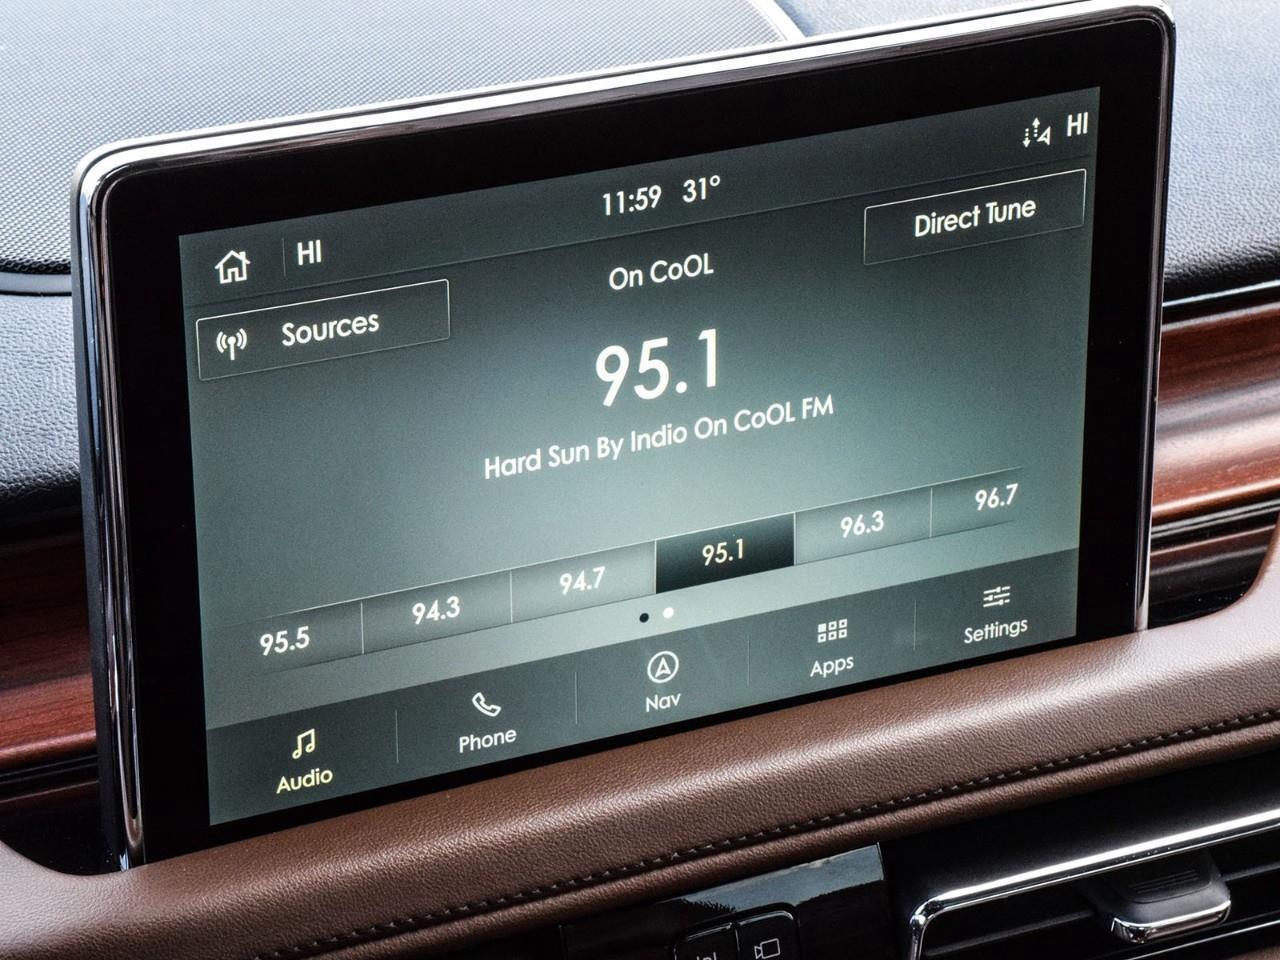 HI
11:59 31°
HI
Sources
On CoOL
Direct Tune
95.1
Hard Sun By Indio On CoOL FM
95.5 94.3 94.7 95.1 96.3 96.7
Audio Phone Nav Apps Settings